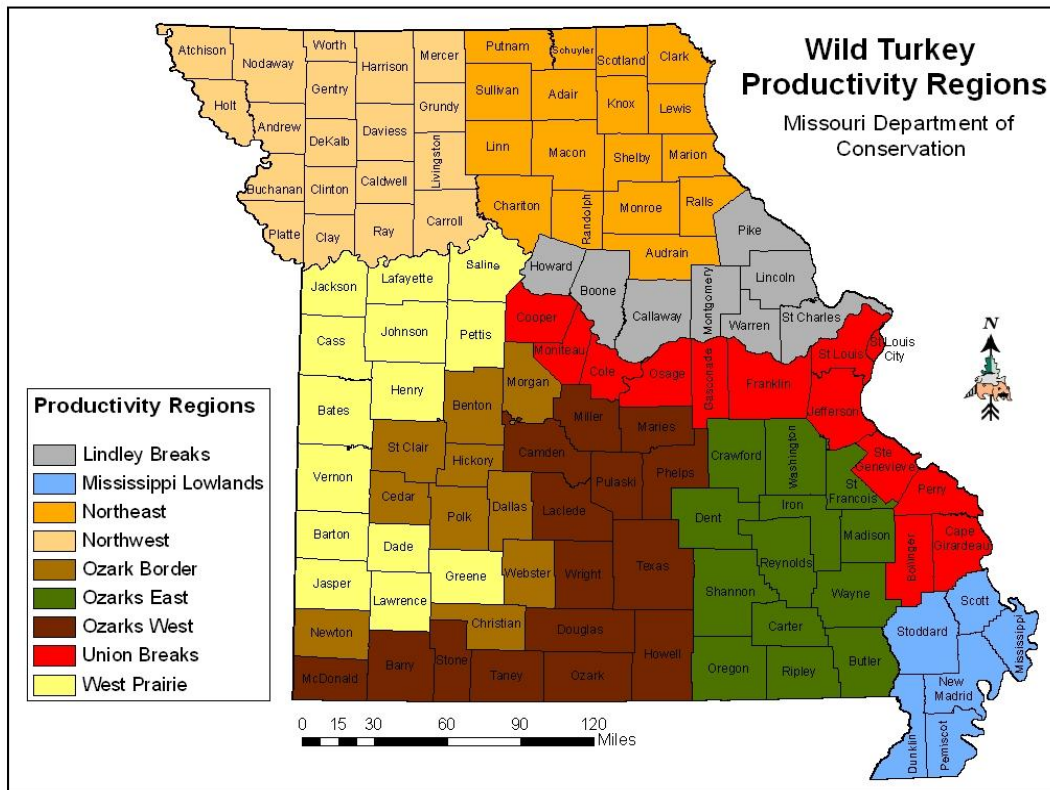 Wild Turkey
Productivity Regions
Missouri Department of
Conservation
Atchison
Nodaway
Worth
Harrison
Mercer
Putnam
Schuyler
Scotland
Clark
Gentry
Sullivan
Adair
Knox
Lewis
Holt
Grundy
Andrew
DeKalb
Daviess
Livingston
Linn
Macon
Shelby
Marion
Buchanan
Clinton
Caldwell
Chariton
Randolph
Monroe
Ralls
Platte
Clay
Ray
Carroll
Audrain
Pike
Saline
Lafayette
Howard
Boone
Lincoln
Jackson
Callaway
Montgomery
Warren
St Charles
Cooper
Johnson
Pettis
Cass
Moniteau
Cole
Osage
Gasconade
Franklin
St Louis
St Louis
City
Henry
Morgan
Benton
Jefferson
Bates
Miller
Maries
St Clair
Camden
Crawford
Washington
Ste
Genevieve
Hickory
Phelps
Pulaski
St
Francois
Perry
Vernon
Cedar
Dallas
Laclede
Iron
Polk
Dent
Madison
Cape
Girardeau
Bollinger
Barton
Dade
Texas
Reynolds
Jasper
Greene
Webster
Wright
Shannon
Wayne
Lawrence
Scott
Newton
Christian
Douglas
Carter
Stoddard
Mississippi
Howell
Barry
Stone
Taney
Ozark
Oregon
Ripley
Butler
McDonald
New
Madrid
Dunklin
Pemiscot
N
Productivity Regions
Lindley Breaks
Mississippi Lowlands
Northeast
Northwest
Ozark Border
Ozarks East
Ozarks West
Union Breaks
West Prairie
0 15 30 60 90 120
Miles